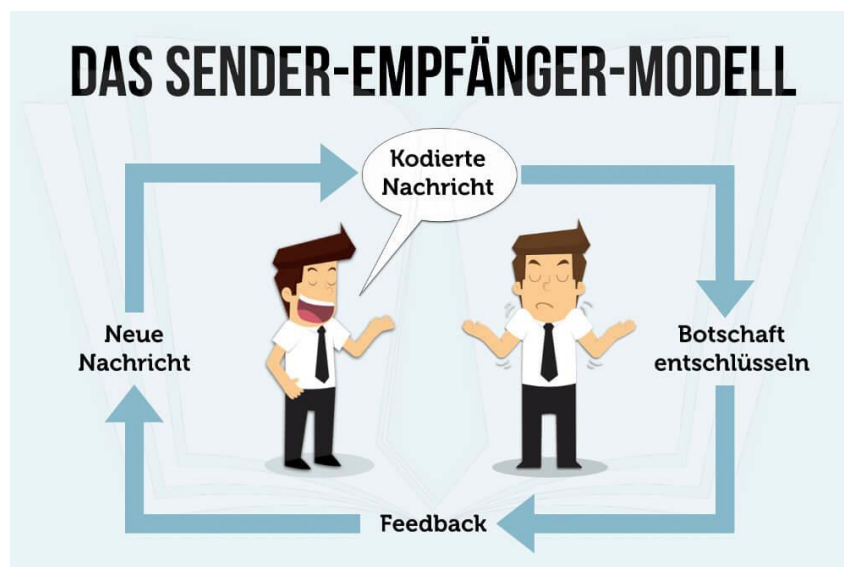 DAS SENDER-EMPFÄNGER-MODELL
Kodierte
Nachricht
Neue
Nachricht
Botschaft
entschlüsseln
Feedback